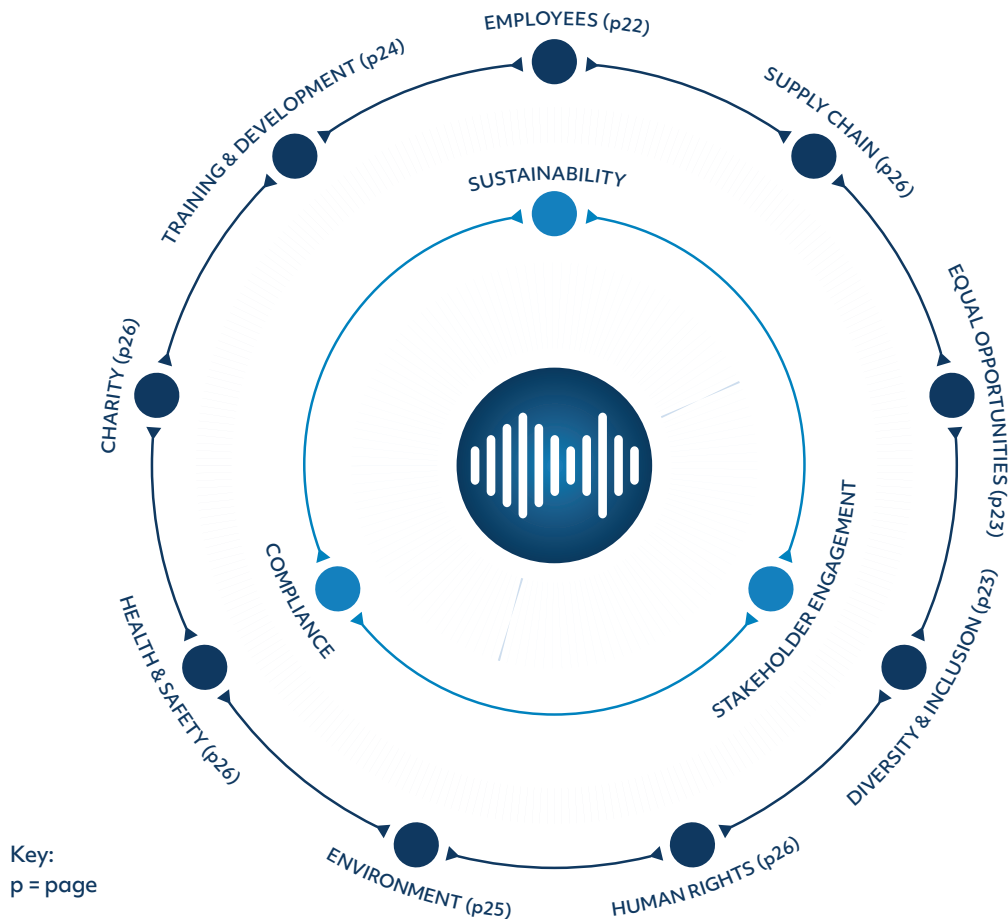 EMPLOYEES (p22)
SUPPLY CHAIN (p26)
EQUAL OPPORTUNITIES (p23)
DIVERSITY & INCLUSION (p23)
HUMAN RIGHTS (p26)
ENVIRONMENT (p25)
HEALTH & SAFETY (p26)
CHARITY (p26)
TRAINING & DEVELOPMENT (p24)
SUSTAINABILITY
STAKEHOLDER ENGAGEMENT
COMPLIANCE
Key:
p = page